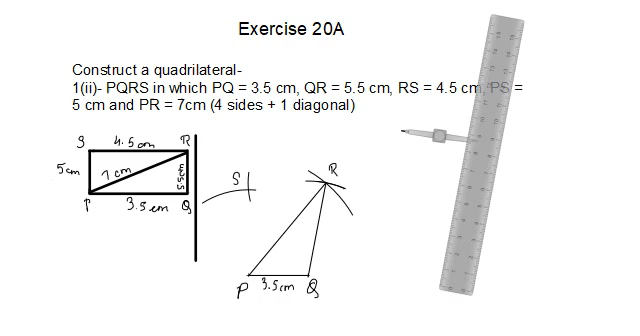 Exercise 20A
Construct a quadrilateral-
1(ii)- PQRS in which PQ = 3.5 cm, QR = 5.5 cm, RS = 4.5 cm, PS =
5 cm and PR = 7cm (4 sides + 1 diagonal)
S 4.5 cm R
5cm 7 cm 5.5
P 3.5 cm Q
S R
P 3.5cm Q